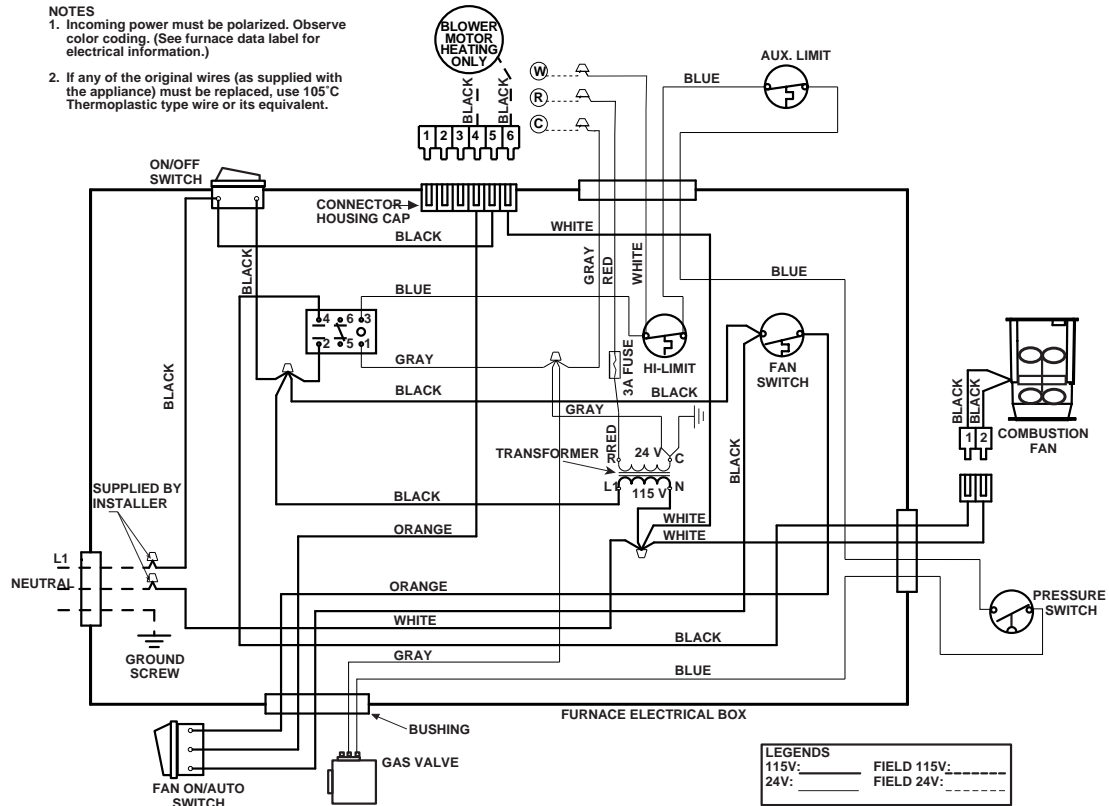 NOTES
1. Incoming power must be polarized. Observe
color coding. (See furnace data label for
electrical information.)
2. If any of the original wires (as supplied with
the appliance) must be replaced, use 105˚C
Thermoplastic type wire or its equivalent.
BLOWER
MOTOR
HEATING
ONLY
BLACK
BLACK
W
R
C
1 2 3 4 5 6
BLUE
AUX. LIMIT
ON/OFF
SWITCH
CONNECTOR
HOUSING CAP
BLACK
WHITE
BLACK
GRAY
RED
WHITE
BLUE
BLUE
4 6 3
2 5 1
GRAY
BLACK
3A FUSE
HI-LIMIT
FAN
SWITCH
BLACK
BLACK
GRAY
RED
TRANSFORMER
R
24 V
C
L1
115 V
N
BLACK
BLACK
BLACK
BLACK
1 2
COMBUSTION
FAN
SUPPLIED BY
INSTALLER
ORANGE
WHITE
WHITE
L1
NEUTRAL
ORANGE
WHITE
BLACK
PRESSURE
SWITCH
GROUND
SCREW
GRAY
BLUE
BUSHING
FURNACE ELECTRICAL BOX
GAS VALVE
FAN ON/AUTO
SWITCH
LEGENDS
115V: FIELD 115V:
24V: FIELD 24V: